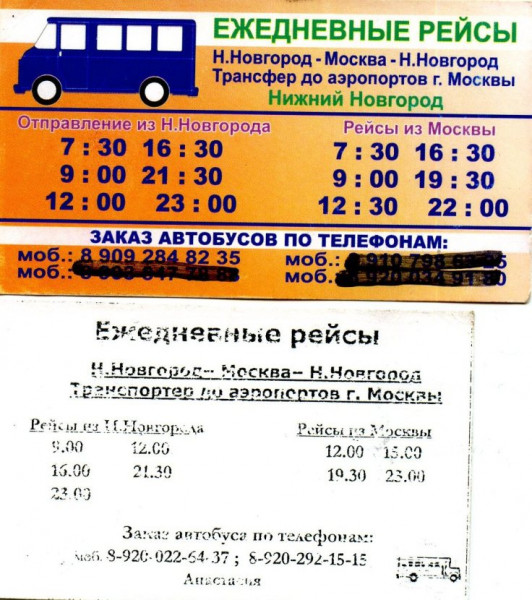 ЕЖЕДНЕВНЫЕ РЕЙСЫ
Н.Новгород - Москва - Н.Новгород
Трансфер до аэропортов г. Москвы
Нижний Новгород
Отправление из Н.Новгорода
7 : 30 16 : 30
9 : 00 21 : 30
12 : 00 23 : 00
Рейсы из Москвы
7 : 30 16 : 30
9 : 00 19 : 30
12 : 30 22 : 00
ЗАКАЗ АВТОБУСОВ ПО ТЕЛЕФОНАМ:
моб.: 8 909 284 82 35
моб.:
моб.:
моб.:
Ежедневные рейсы
Н.Новгород– Москва– Н.Новгород
Транспортер до аэропортов г. Москвы
Рейсы из Н.Новгорода
9.00 12.00
16.00 21.30
23.00
Рейсы из Москвы
12.00 15.00
19.30 23.00
Заказ автобуса по телефонам:
моб. 8-920-022-64-37 ; 8-920-292-15-15
Анастасия